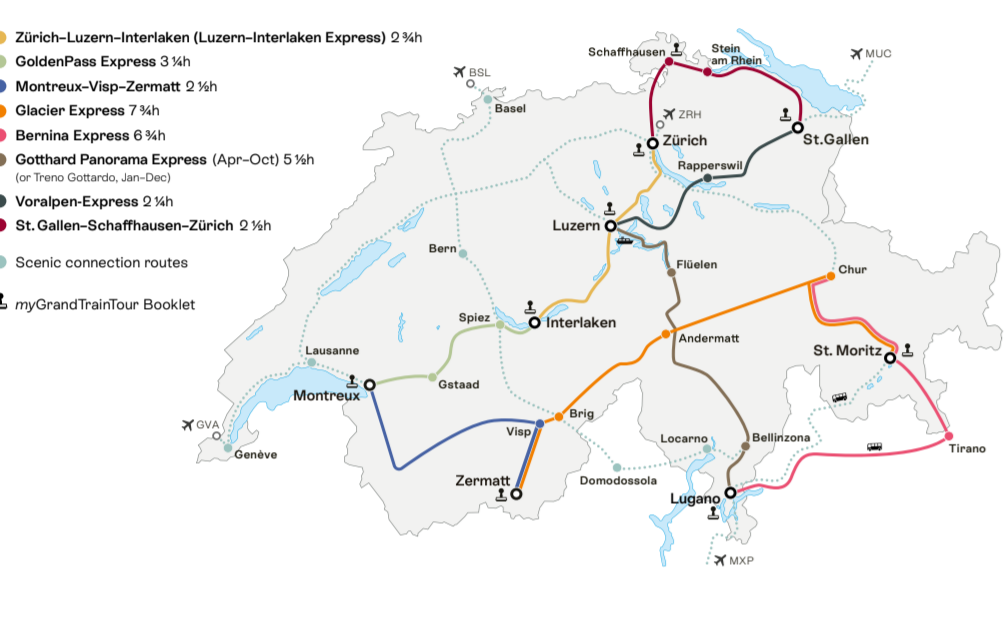 Zürich–Luzern–Interlaken (Luzern–Interlaken Express) 2 ¾h
GoldenPass Express 3 ¼h
Montreux–Visp–Zermatt 2 ½h
Glacier Express 7 ¾h
Bernina Express 6 ¾h
Gotthard Panorama Express (Apr–Oct) 5 ½h
(or Treno Gottardo, Jan–Dec)
Voralpen-Express 2 ¼h
St. Gallen–Schaffhausen–Zürich 2 ½h
Scenic connection routes
myGrandTrainTour Booklet
Schaffhausen
Stein
am Rhein
MUC
BSL
Basel
ZRH
Zürich
St. Gallen
Rapperswil
Luzern
Bern
Flüelen
Chur
Spiez
Interlaken
Andermatt
St. Moritz
Lausanne
Gstaad
Montreux
Brig
GVA
Visp
Genève
Locarno
Bellinzona
Tirano
Zermatt
Domodossola
Lugano
MXP